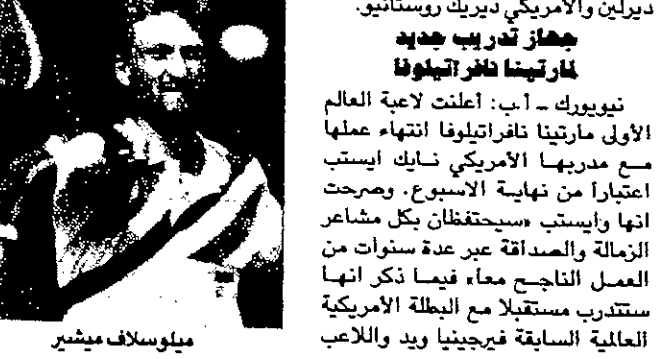 ديرلين والأمريكي ديريك روستانيو.
جهاز تدريب جديد
لمارتينا نافراتيلوفا
نيويورك – أ.ب: أعلنت لاعبة العالم
الأولى مارتينا نافراتيلوفا انتهاء عملها
مع مدربها الأمريكي نايك ايستب
اعتباراً من نهاية الاسبوع. وصرحت
انها وايستب «سيحتفظان بكل مشاعر
الزمالة والصداقة عبر عدة سنوات من
العمل الناجح معاً» فيما ذكر انها
ستتدرب مستقبلا مع البطلة الأمريكية
العالمية السابقة فيرجينيا ويد واللاعب
ميلوسلاف ميشير